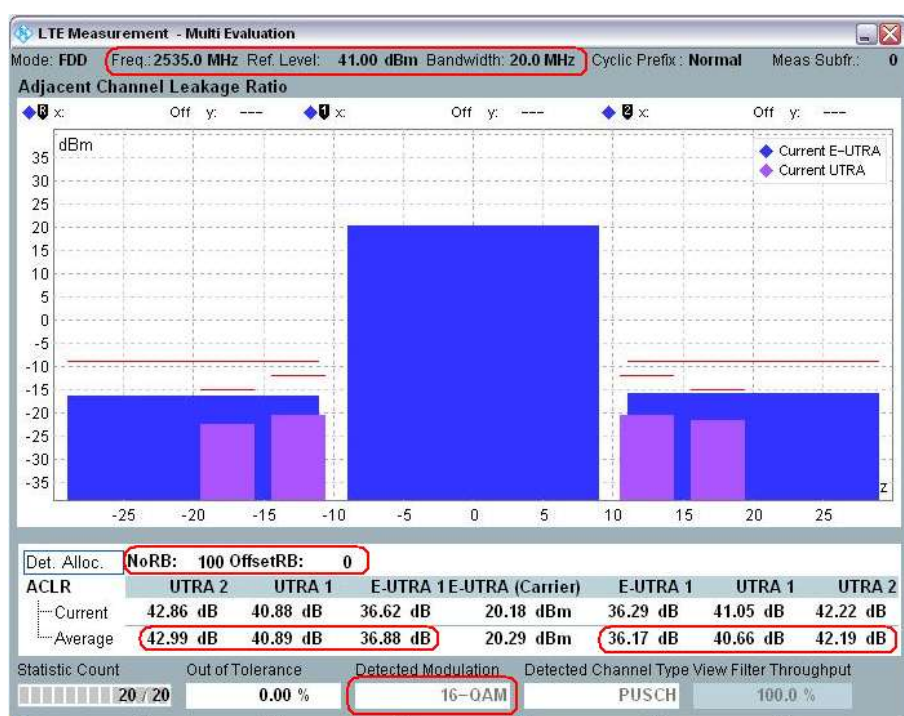 LTE Measurement - Multi Evaluation
Mode: FDD Freq.: 2535.0 MHz Ref. Level: 41.00 dBm Bandwidth: 20.0 MHz Cyclic Prefix: Normal Meas Subfr.: 0
Adjacent Channel Leakage Ratio
R x: Off y: --- 1 x: Off y: --- 2 x: Off y: ---
dBm
Current E-UTRA
Current UTRA
35
30
25
20
15
10
5
0
-5
-10
-15
-20
-25
-30
-35
z
-25 -20 -15 -10 -5 0 5 10 15 20 25
Det. Alloc. NoRB: 100 OffsetRB: 0
ACLR UTRA 2 UTRA 1 E-UTRA 1 E-UTRA (Carrier) E-UTRA 1 UTRA 1 UTRA 2
Current 42.86 dB 40.88 dB 36.62 dB 20.18 dBm 36.29 dB 41.05 dB 42.22 dB
Average 42.99 dB 40.89 dB 36.88 dB 20.29 dBm 36.17 dB 40.66 dB 42.19 dB
Statistic Count Out of Tolerance Detected Modulation Detected Channel Type View Filter Throughput
20 / 20 0.00 % 16-QAM PUSCH 100.0 %